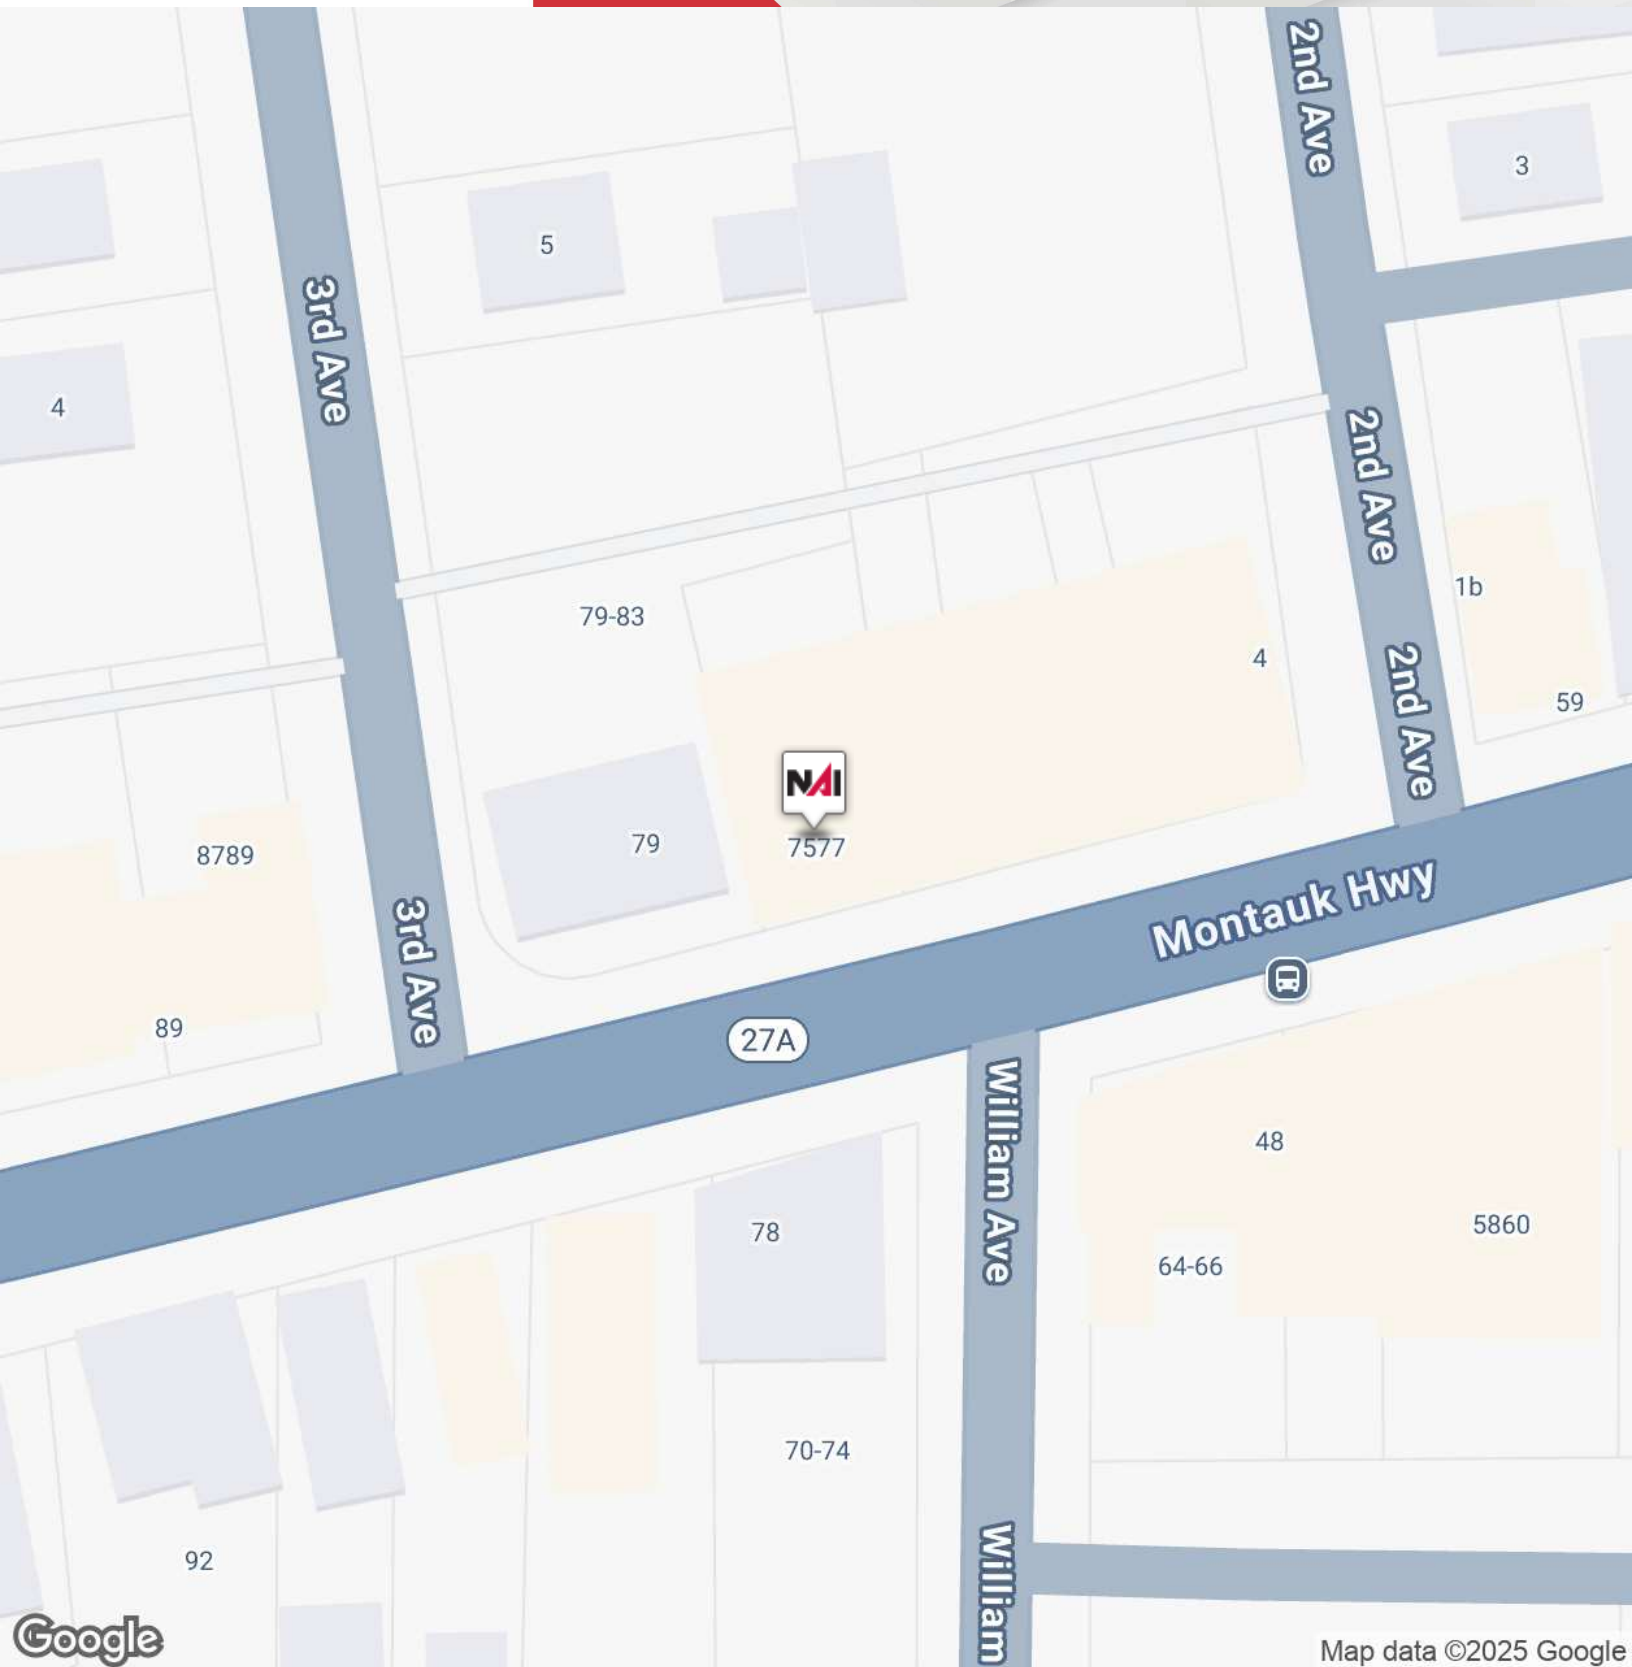 2nd Ave
3
5
3rd Ave
4
2nd Ave
1b
79-83
4
2nd Ave
59
NAI
79
7577
8789
Montauk Hwy
3rd Ave
89
27A
William Ave
48
78
5860
64-66
70-74
92
William
Google
Map data ©2025 Google